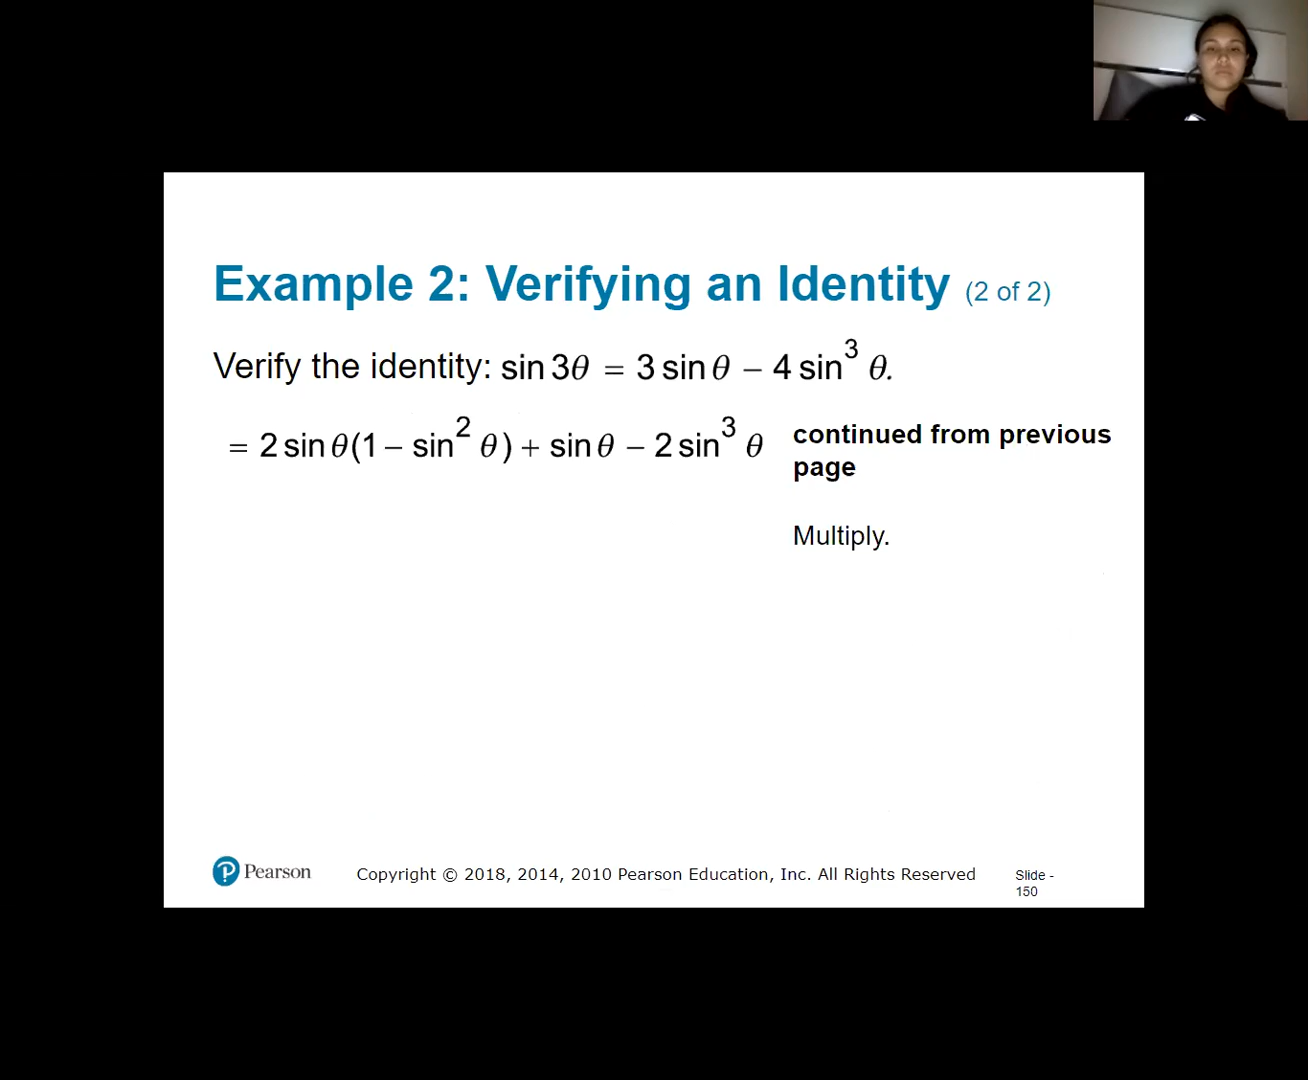 Example 2: Verifying an Identity (2 of 2)
Verify the identity: sin 3θ = 3 sin θ − 4 sin³ θ.
= 2 sin θ(1 − sin² θ) + sin θ − 2 sin³ θ
continued from previous
page
Multiply.
Pearson
Copyright © 2018, 2014, 2010 Pearson Education, Inc. All Rights Reserved
Slide -
150